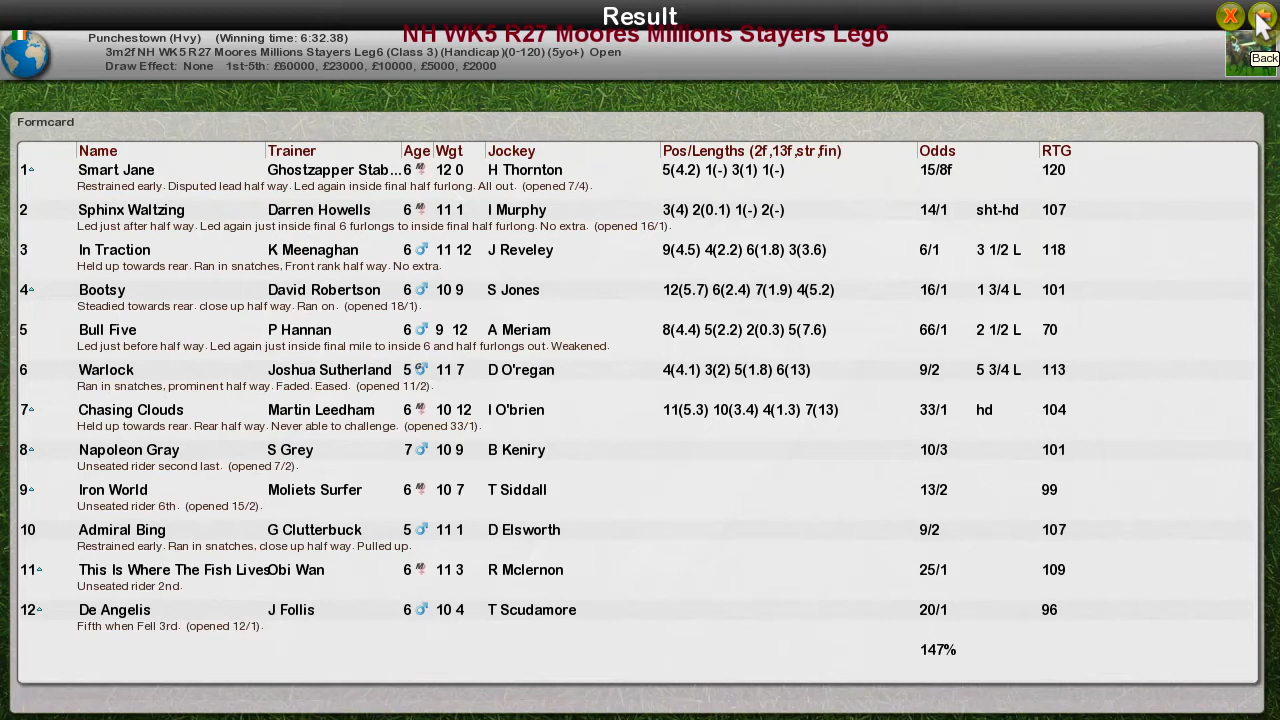 Result
NH WK5 R27 Moores Millions Stayers Leg6
Punchestown (Hvy) (Winning time: 6:32.38)
3m2f NH WK5 R27 Moores Millions Stayers Leg6 (Class 3) (Handicap)(0-120) (5yo+) Open
Draw Effect: None 1st-5th: £60000, £23000, £10000, £5000, £2000
X
Back
Formcard
Name Trainer Age Wgt Jockey Pos/Lengths (2f,13f,str,fin) Odds RTG
1 Smart Jane Ghostzapper Stab... 6 M 12 0 H Thornton 5(4.2) 1(-) 3(1) 1(-) 15/8f 120
Restrained early. Disputed lead half way. Led again inside final half furlong. All out. (opened 7/4).
2 Sphinx Waltzing Darren Howells 6 M 11 1 I Murphy 3(4) 2(0.1) 1(-) 2(-) 14/1 sht-hd 107
Led just after half way. Led again just inside final 6 furlongs to inside final half furlong. No extra. (opened 16/1).
3 In Traction K Meenaghan 6 11 12 J Reveley 9(4.5) 4(2.2) 6(1.8) 3(3.6) 6/1 3 1/2 L 118
Held up towards rear. Ran in snatches, Front rank half way. No extra.
4 Bootsy David Robertson 6 10 9 S Jones 12(5.7) 6(2.4) 7(1.9) 4(5.2) 16/1 1 3/4 L 101
Steadied towards rear. close up half way. Ran on. (opened 18/1).
5 Bull Five P Hannan 6 9 12 A Meriam 8(4.4) 5(2.2) 2(0.3) 5(7.6) 66/1 2 1/2 L 70
Led just before half way. Led again just inside final mile to inside 6 and half furlongs out. Weakened.
6 Warlock Joshua Sutherland 5 G 11 7 D O'regan 4(4.1) 3(2) 5(1.8) 6(13) 9/2 5 3/4 L 113
Ran in snatches, prominent half way. Faded. Eased. (opened 11/2).
7 Chasing Clouds Martin Leedham 6 M 10 12 I O'brien 11(5.3) 10(3.4) 4(1.3) 7(13) 33/1 hd 104
Held up towards rear. Rear half way. Never able to challenge. (opened 33/1).
8 Napoleon Gray S Grey 7 10 9 B Keniry 10/3 101
Unseated rider second last. (opened 7/2).
9 Iron World Moliets Surfer 6 M 10 7 T Siddall 13/2 99
Unseated rider 6th. (opened 15/2).
10 Admiral Bing G Clutterbuck 5 11 1 D Elsworth 9/2 107
Restrained early. Ran in snatches, close up half way. Pulled up.
11 This Is Where The Fish Lives Obi Wan 6 M 11 3 R Mclernon 25/1 109
Unseated rider 2nd.
12 De Angelis J Follis 6 10 4 T Scudamore 20/1 96
Fifth when Fell 3rd. (opened 12/1).
147%